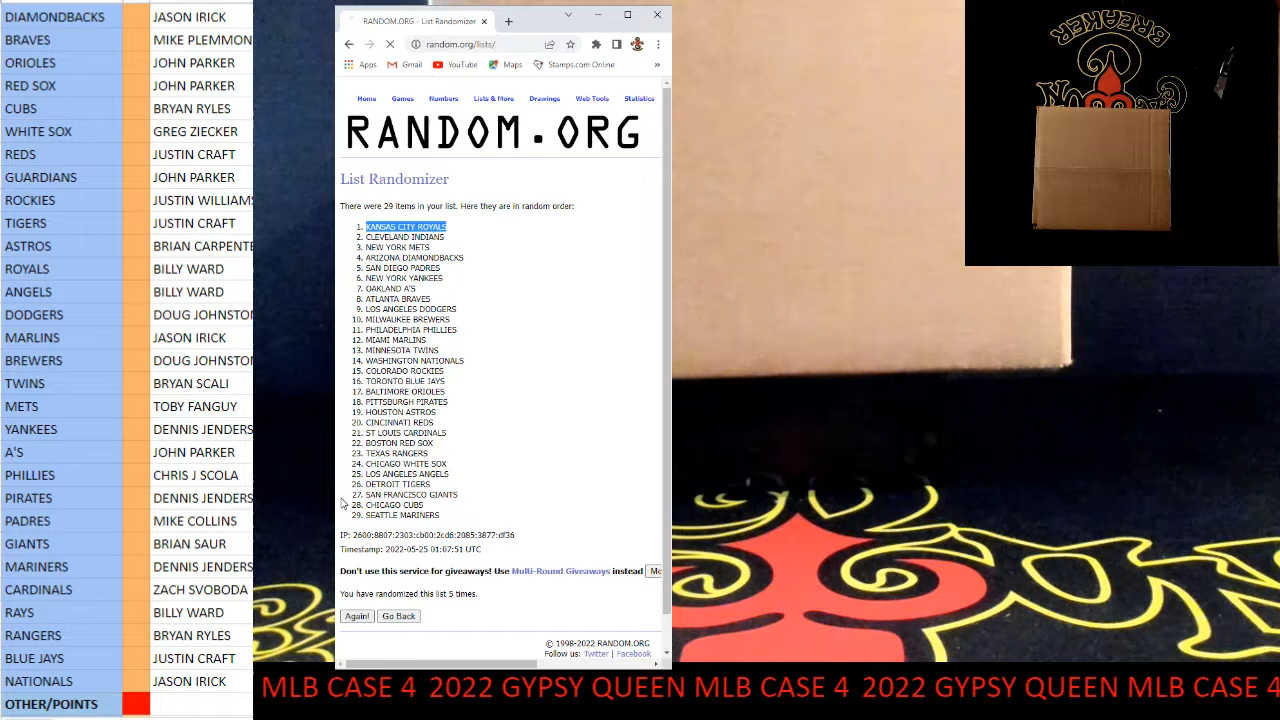 DIAMONDBACKS JASON IRICK
BRAVES MIKE PLEMMON
ORIOLES JOHN PARKER
RED SOX JOHN PARKER
CUBS BRYAN RYLES
WHITE SOX GREG ZIECKER
REDS JUSTIN CRAFT
GUARDIANS JOHN PARKER
ROCKIES JUSTIN WILLIAMS
TIGERS JUSTIN CRAFT
ASTROS BRIAN CARPENTE
ROYALS BILLY WARD
ANGELS BILLY WARD
DODGERS DOUG JOHNSTON
MARLINS JASON IRICK
BREWERS DOUG JOHNSTON
TWINS BRYAN SCALI
METS TOBY FANGUY
YANKEES DENNIS JENDERS
A'S JOHN PARKER
PHILLIES CHRIS J SCOLA
PIRATES DENNIS JENDERS
PADRES MIKE COLLINS
GIANTS BRIAN SAUR
MARINERS DENNIS JENDERS
CARDINALS ZACH SVOBODA
RAYS BILLY WARD
RANGERS BRYAN RYLES
BLUE JAYS JUSTIN CRAFT
NATIONALS JASON IRICK
OTHER/POINTS
RANDOM.ORG - List Randomizer
random.org/lists/
Apps Gmail YouTube Maps Stamps.com Online »
Home Games Numbers Lists & More Drawings Web Tools Statistics
RANDOM.ORG
List Randomizer
There were 29 items in your list. Here they are in random order:
1. KANSAS CITY ROYALS
2. CLEVELAND INDIANS
3. NEW YORK METS
4. ARIZONA DIAMONDBACKS
5. SAN DIEGO PADRES
6. NEW YORK YANKEES
7. OAKLAND A'S
8. ATLANTA BRAVES
9. LOS ANGELES DODGERS
10. MILWAUKEE BREWERS
11. PHILADELPHIA PHILLIES
12. MIAMI MARLINS
13. MINNESOTA TWINS
14. WASHINGTON NATIONALS
15. COLORADO ROCKIES
16. TORONTO BLUE JAYS
17. BALTIMORE ORIOLES
18. PITTSBURGH PIRATES
19. HOUSTON ASTROS
20. CINCINNATI REDS
21. ST LOUIS CARDINALS
22. BOSTON RED SOX
23. TEXAS RANGERS
24. CHICAGO WHITE SOX
25. LOS ANGELES ANGELS
26. DETROIT TIGERS
27. SAN FRANCISCO GIANTS
28. CHICAGO CUBS
29. SEATTLE MARINERS
IP: 2600:8807:2303:cb00:2cd6:2085:3877:df36
Timestamp: 2022-05-25 01:07:51 UTC
Don't use this service for giveaways! Use Multi-Round Giveaways instead Mo
You have randomized this list 5 times.
Again! Go Back
© 1998-2022 RANDOM.ORG
Follow us: Twitter | Facebook
BREAKER
MLB CASE 4 2022 GYPSY QUEEN MLB CASE 4 2022 GYPSY QUEEN MLB CASE 4